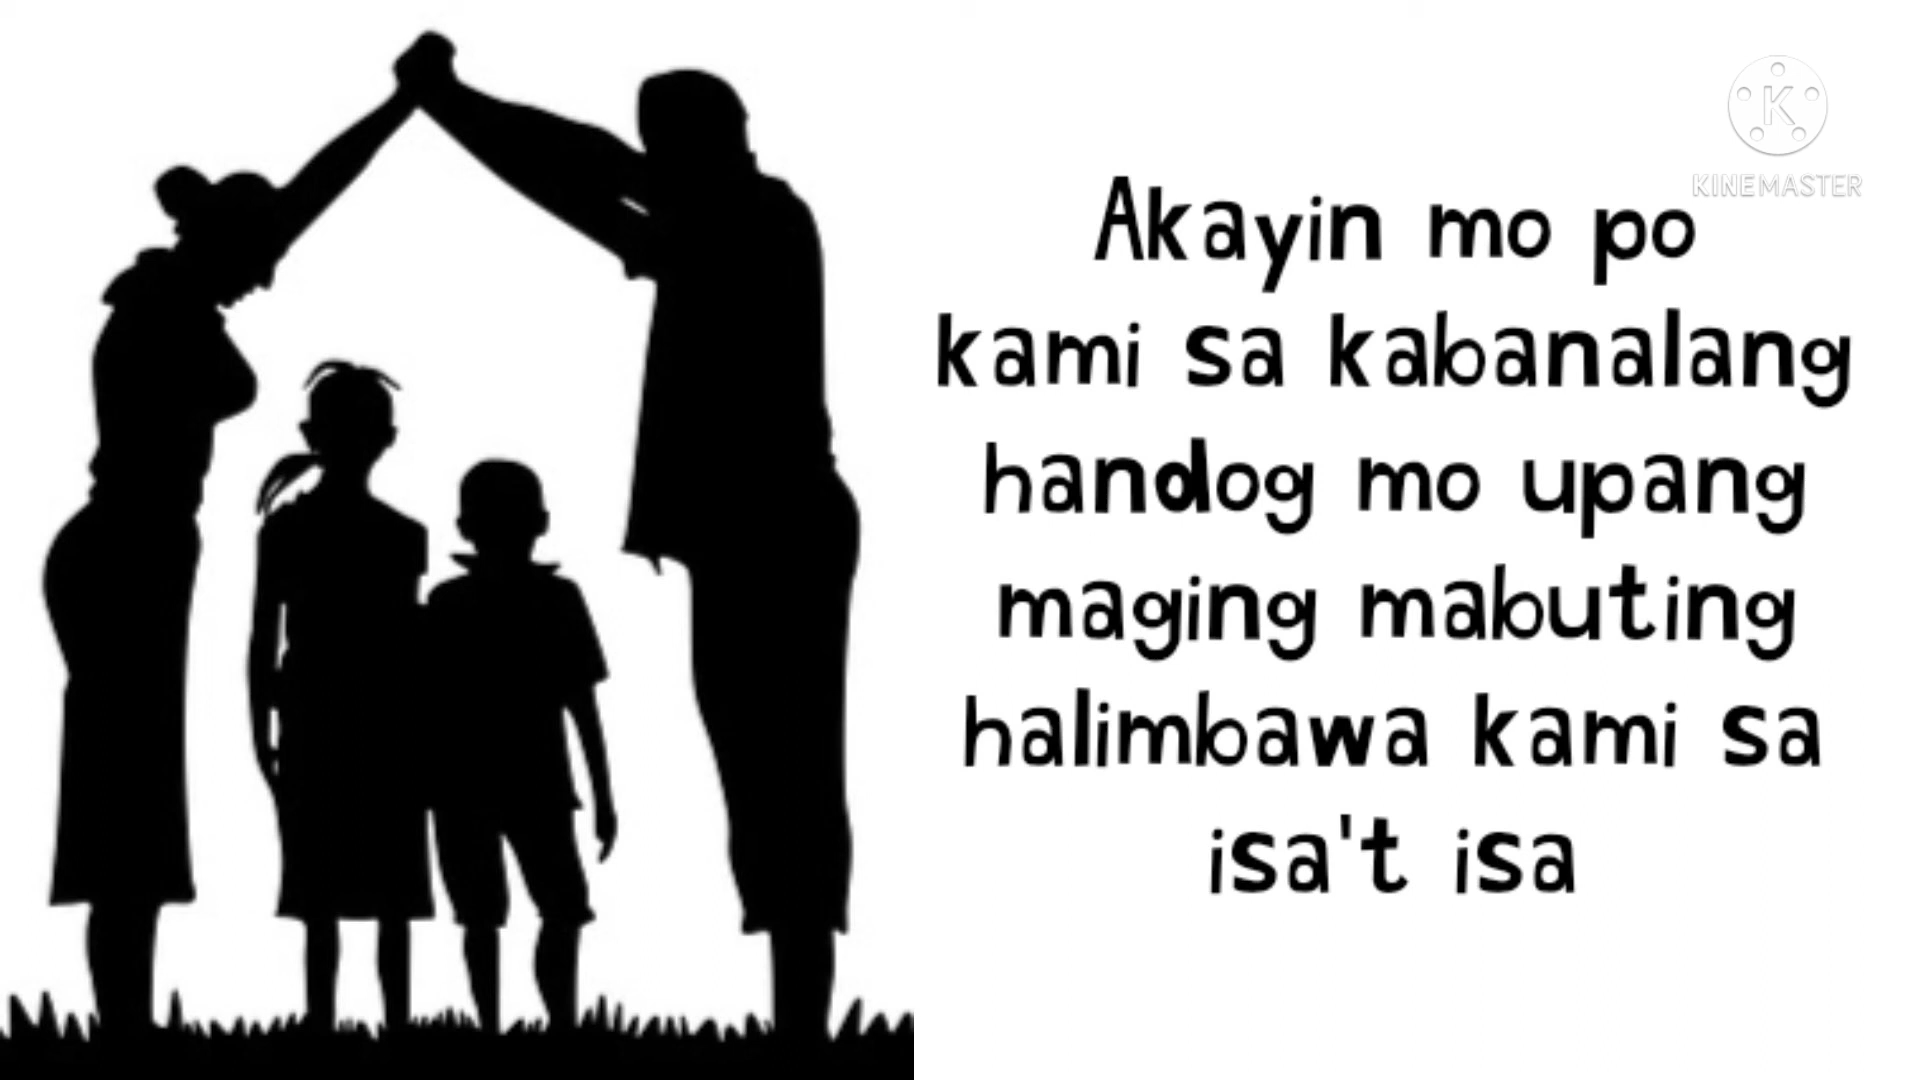 K
KINEMASTER
Akayin mo po
kami sa kabanalang
handog mo upang
maging mabuting
halimbawa kami sa
isa't isa